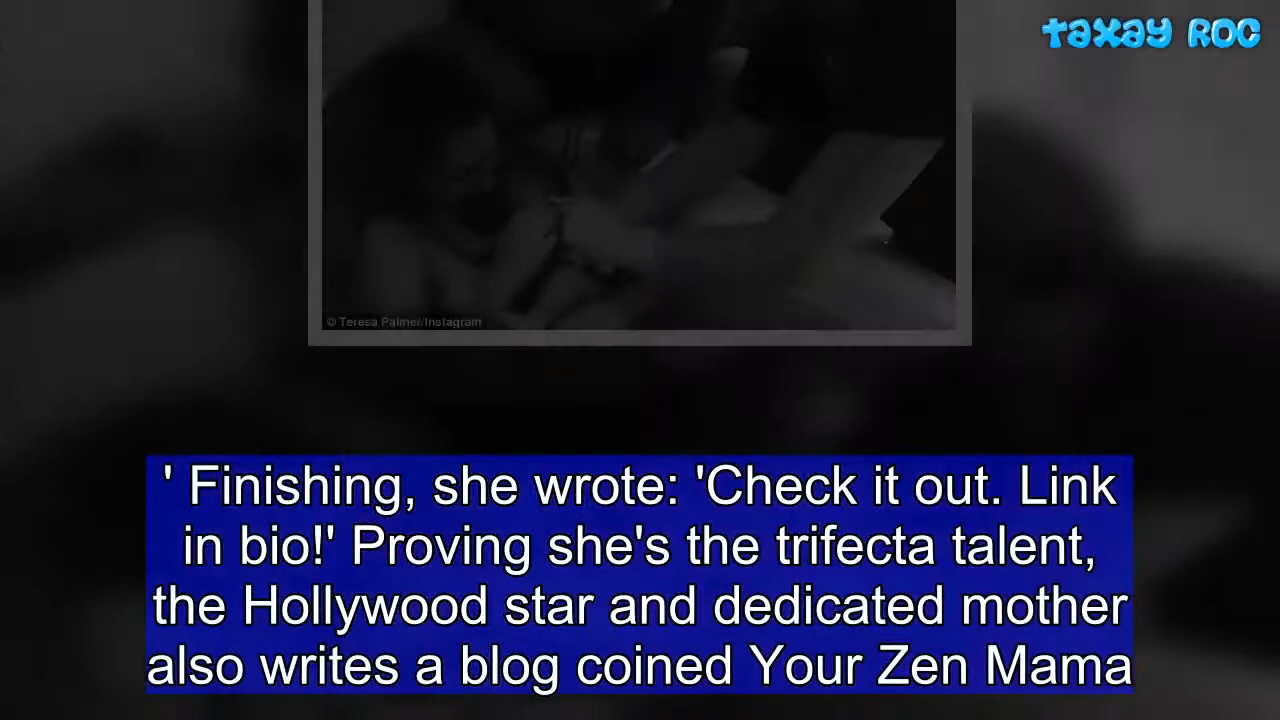 taxay ROC
© Teresa Palmer/Instagram
' Finishing, she wrote: 'Check it out. Link
in bio!' Proving she's the trifecta talent,
the Hollywood star and dedicated mother
also writes a blog coined Your Zen Mama